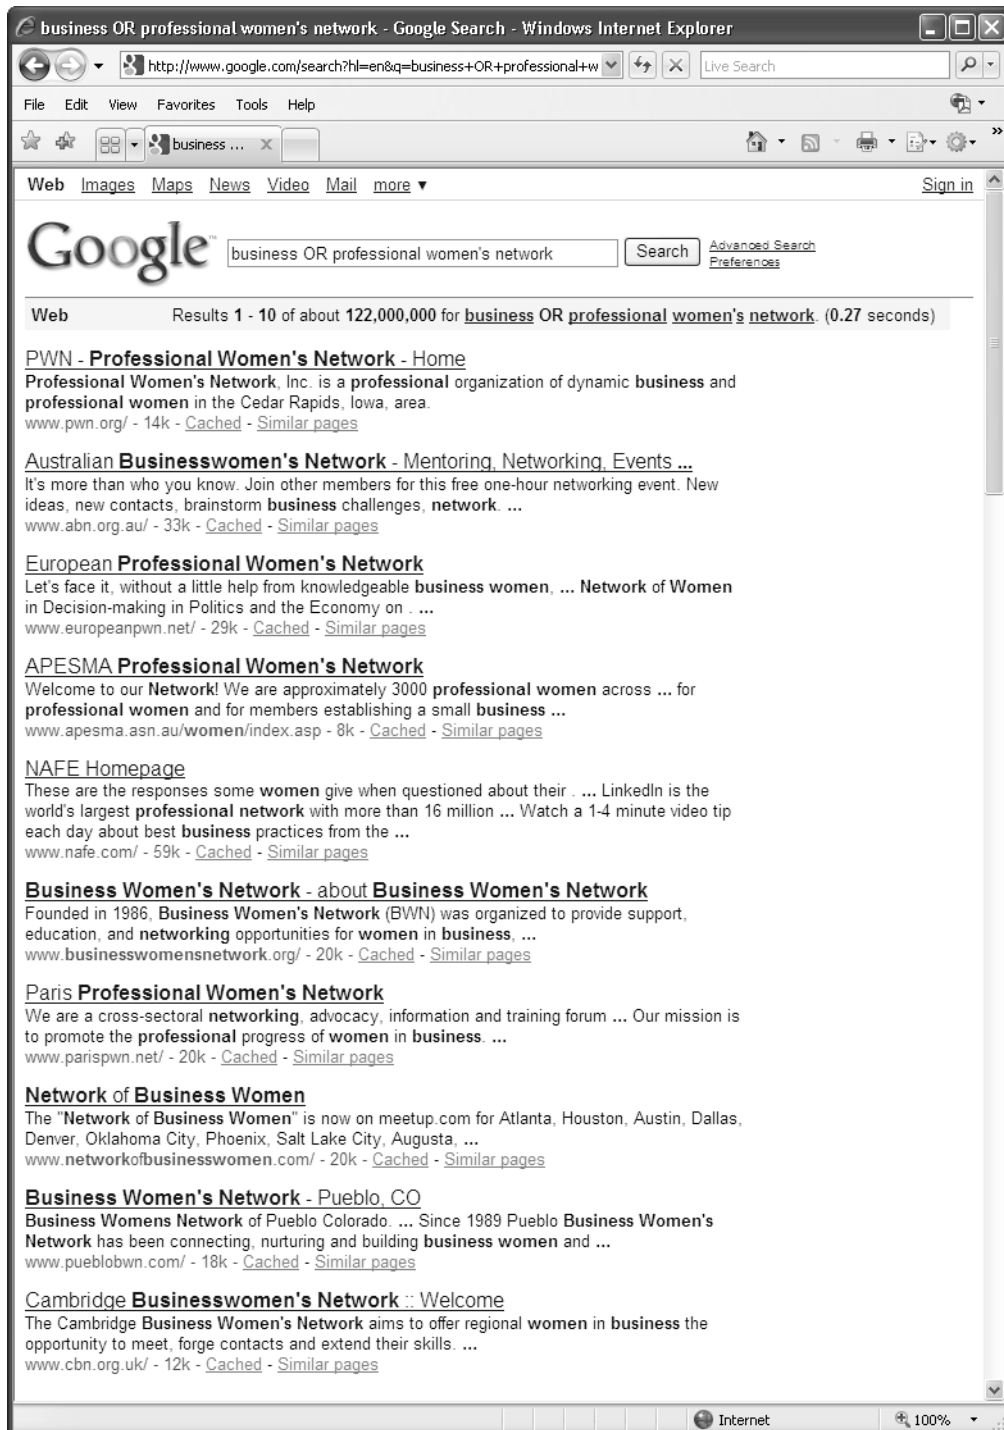 business OR professional women's network - Google Search - Windows Internet Explorer
http://www.google.com/search?hl=en&q=business+OR+professional+w
Live Search
File Edit View Favorites Tools Help
business ...
Web Images Maps News Video Mail more ▼ Sign in
Google™ business OR professional women's network Search Advanced Search
Preferences
Web Results 1 - 10 of about 122,000,000 for business OR professional women's network. (0.27 seconds)
PWN - Professional Women's Network - Home
Professional Women's Network, Inc. is a professional organization of dynamic business and
professional women in the Cedar Rapids, Iowa, area.
www.pwn.org/ - 14k - Cached - Similar pages
Australian Businesswomen's Network - Mentoring, Networking, Events ...
It's more than who you know. Join other members for this free one-hour networking event. New
ideas, new contacts, brainstorm business challenges, network. ...
www.abn.org.au/ - 33k - Cached - Similar pages
European Professional Women's Network
Let's face it, without a little help from knowledgeable business women, ... Network of Women
in Decision-making in Politics and the Economy on . ...
www.europeanpwn.net/ - 29k - Cached - Similar pages
APESMA Professional Women's Network
Welcome to our Network! We are approximately 3000 professional women across ... for
professional women and for members establishing a small business ...
www.apesma.asn.au/women/index.asp - 8k - Cached - Similar pages
NAFE Homepage
These are the responses some women give when questioned about their . ... LinkedIn is the
world's largest professional network with more than 16 million ... Watch a 1-4 minute video tip
each day about best business practices from the ...
www.nafe.com/ - 59k - Cached - Similar pages
Business Women's Network - about Business Women's Network
Founded in 1986, Business Women's Network (BWN) was organized to provide support,
education, and networking opportunities for women in business, ...
www.businesswomensnetwork.org/ - 20k - Cached - Similar pages
Paris Professional Women's Network
We are a cross-sectoral networking, advocacy, information and training forum ... Our mission is
to promote the professional progress of women in business. ...
www.parispwn.net/ - 20k - Cached - Similar pages
Network of Business Women
The "Network of Business Women" is now on meetup.com for Atlanta, Houston, Austin, Dallas,
Denver, Oklahoma City, Phoenix, Salt Lake City, Augusta, ...
www.networkofbusinesswomen.com/ - 20k - Cached - Similar pages
Business Women's Network - Pueblo, CO
Business Womens Network of Pueblo Colorado. ... Since 1989 Pueblo Business Women's
Network has been connecting, nurturing and building business women and ...
www.pueblobwn.com/ - 18k - Cached - Similar pages
Cambridge Businesswomen's Network :: Welcome
The Cambridge Business Women's Network aims to offer regional women in business the
opportunity to meet, forge contacts and extend their skills. ...
www.cbn.org.uk/ - 12k - Cached - Similar pages
Internet 100%